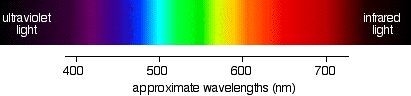 ultraviolet
light
infrared
light
400 500 600 700
approximate wavelengths (nm)